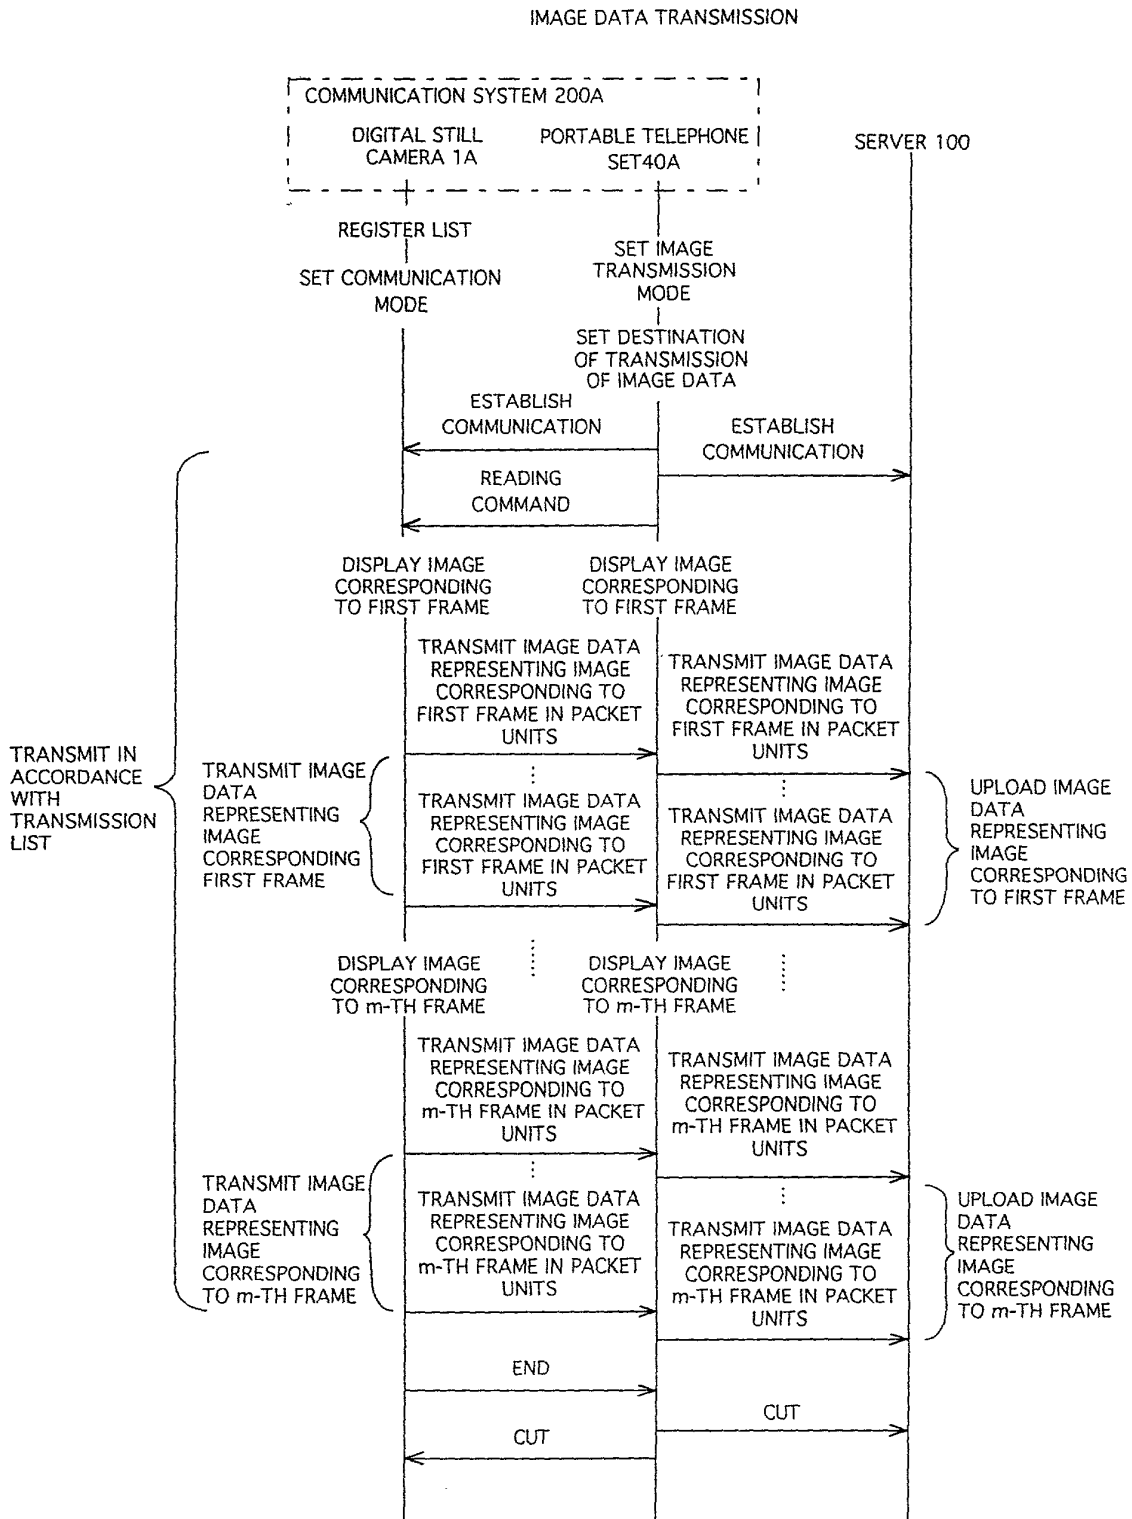 IMAGE DATA TRANSMISSION
COMMUNICATION SYSTEM 200A
DIGITAL STILL
CAMERA 1A
PORTABLE TELEPHONE
SET40A
SERVER 100
REGISTER LIST
SET COMMUNICATION
MODE
SET IMAGE
TRANSMISSION
MODE
SET DESTINATION
OF TRANSMISSION
OF IMAGE DATA
ESTABLISH
COMMUNICATION
ESTABLISH
COMMUNICATION
READING
COMMAND
DISPLAY IMAGE
CORRESPONDING
TO FIRST FRAME
DISPLAY IMAGE
CORRESPONDING
TO FIRST FRAME
TRANSMIT IMAGE DATA
REPRESENTING IMAGE
CORRESPONDING TO
FIRST FRAME IN PACKET
UNITS
TRANSMIT IMAGE DATA
REPRESENTING IMAGE
CORRESPONDING TO
FIRST FRAME IN PACKET
UNITS
TRANSMIT IN
ACCORDANCE
WITH
TRANSMISSION
LIST
TRANSMIT IMAGE
DATA
REPRESENTING
IMAGE
CORRESPONDING
FIRST FRAME
TRANSMIT IMAGE DATA
REPRESENTING IMAGE
CORRESPONDING TO
FIRST FRAME IN PACKET
UNITS
TRANSMIT IMAGE DATA
REPRESENTING IMAGE
CORRESPONDING TO
FIRST FRAME IN PACKET
UNITS
UPLOAD IMAGE
DATA
REPRESENTING
IMAGE
CORRESPONDING
TO FIRST FRAME
DISPLAY IMAGE
CORRESPONDING
TO m-TH FRAME
DISPLAY IMAGE
CORRESPONDING
TO m-TH FRAME
TRANSMIT IMAGE DATA
REPRESENTING IMAGE
CORRESPONDING TO
m-TH FRAME IN PACKET
UNITS
TRANSMIT IMAGE DATA
REPRESENTING IMAGE
CORRESPONDING TO
m-TH FRAME IN PACKET
UNITS
TRANSMIT IMAGE
DATA
REPRESENTING
IMAGE
CORRESPONDING
TO m-TH FRAME
TRANSMIT IMAGE DATA
REPRESENTING IMAGE
CORRESPONDING TO
m-TH FRAME IN PACKET
UNITS
TRANSMIT IMAGE DATA
REPRESENTING IMAGE
CORRESPONDING TO
m-TH FRAME IN PACKET
UNITS
UPLOAD IMAGE
DATA
REPRESENTING
IMAGE
CORRESPONDING
TO m-TH FRAME
END
CUT
CUT